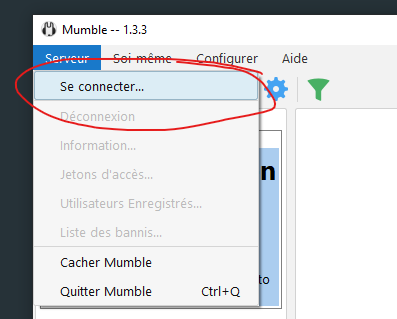 Mumble -- 1.3.3
Serveur Soi-même Configurer Aide
Se connecter...
Déconnexion
Information...
Jetons d'accès...
Utilisateurs Enregistrés...
Liste des bannis...
Cacher Mumble
Quitter Mumble Ctrl+Q
n
to